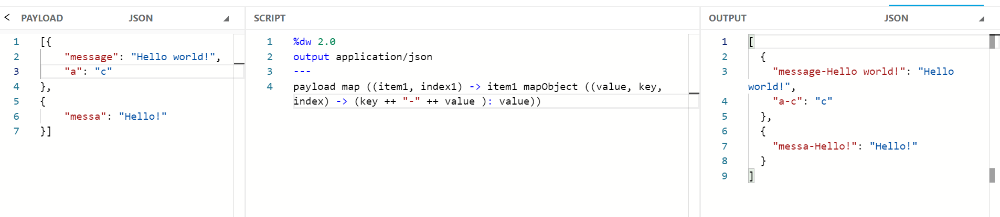 < PAYLOAD JSON
1 [{
2 "message": "Hello world!",
3 "a": "c"
4 },
5 {
6 "messa": "Hello!"
7 }]
SCRIPT
1 %dw 2.0
2 output application/json
3 ---
4 payload map ((item1, index1) -> item1 mapObject ((value, key,
index) -> (key ++ "-" ++ value ): value))
OUTPUT JSON
1 [
2 {
3 "message-Hello world!": "Hello
world!",
4 "a-c": "c"
5 },
6 {
7 "messa-Hello!": "Hello!"
8 }
9 ]